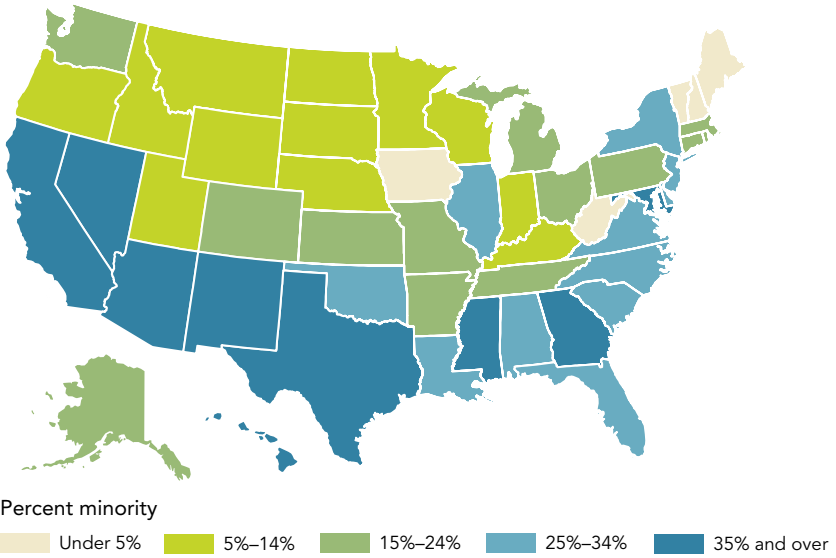 Percent minority
Under 5% 5%–14% 15%–24% 25%–34% 35% and over